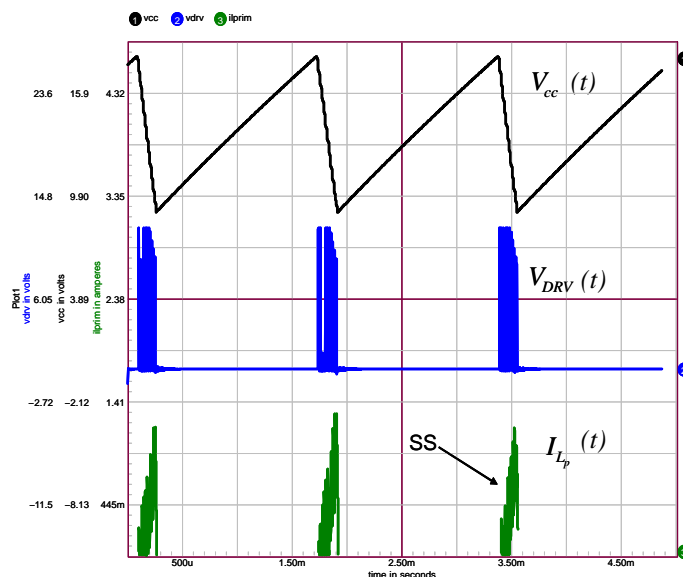 1 vcc 2 vdrv 3 ilprim
V_cc (t)
23.6 15.9 4.32
14.8 9.90 3.35
V_DRV (t)
6.05 3.89 2.38
-2.72 -2.12 1.41
-11.5 -8.13 445m
Plot1
vdrv in volts
vcc in volts
ilprim in amperes
SS
I_Lp (t)
500u 1.50m 2.50m 3.50m 4.50m
time in seconds